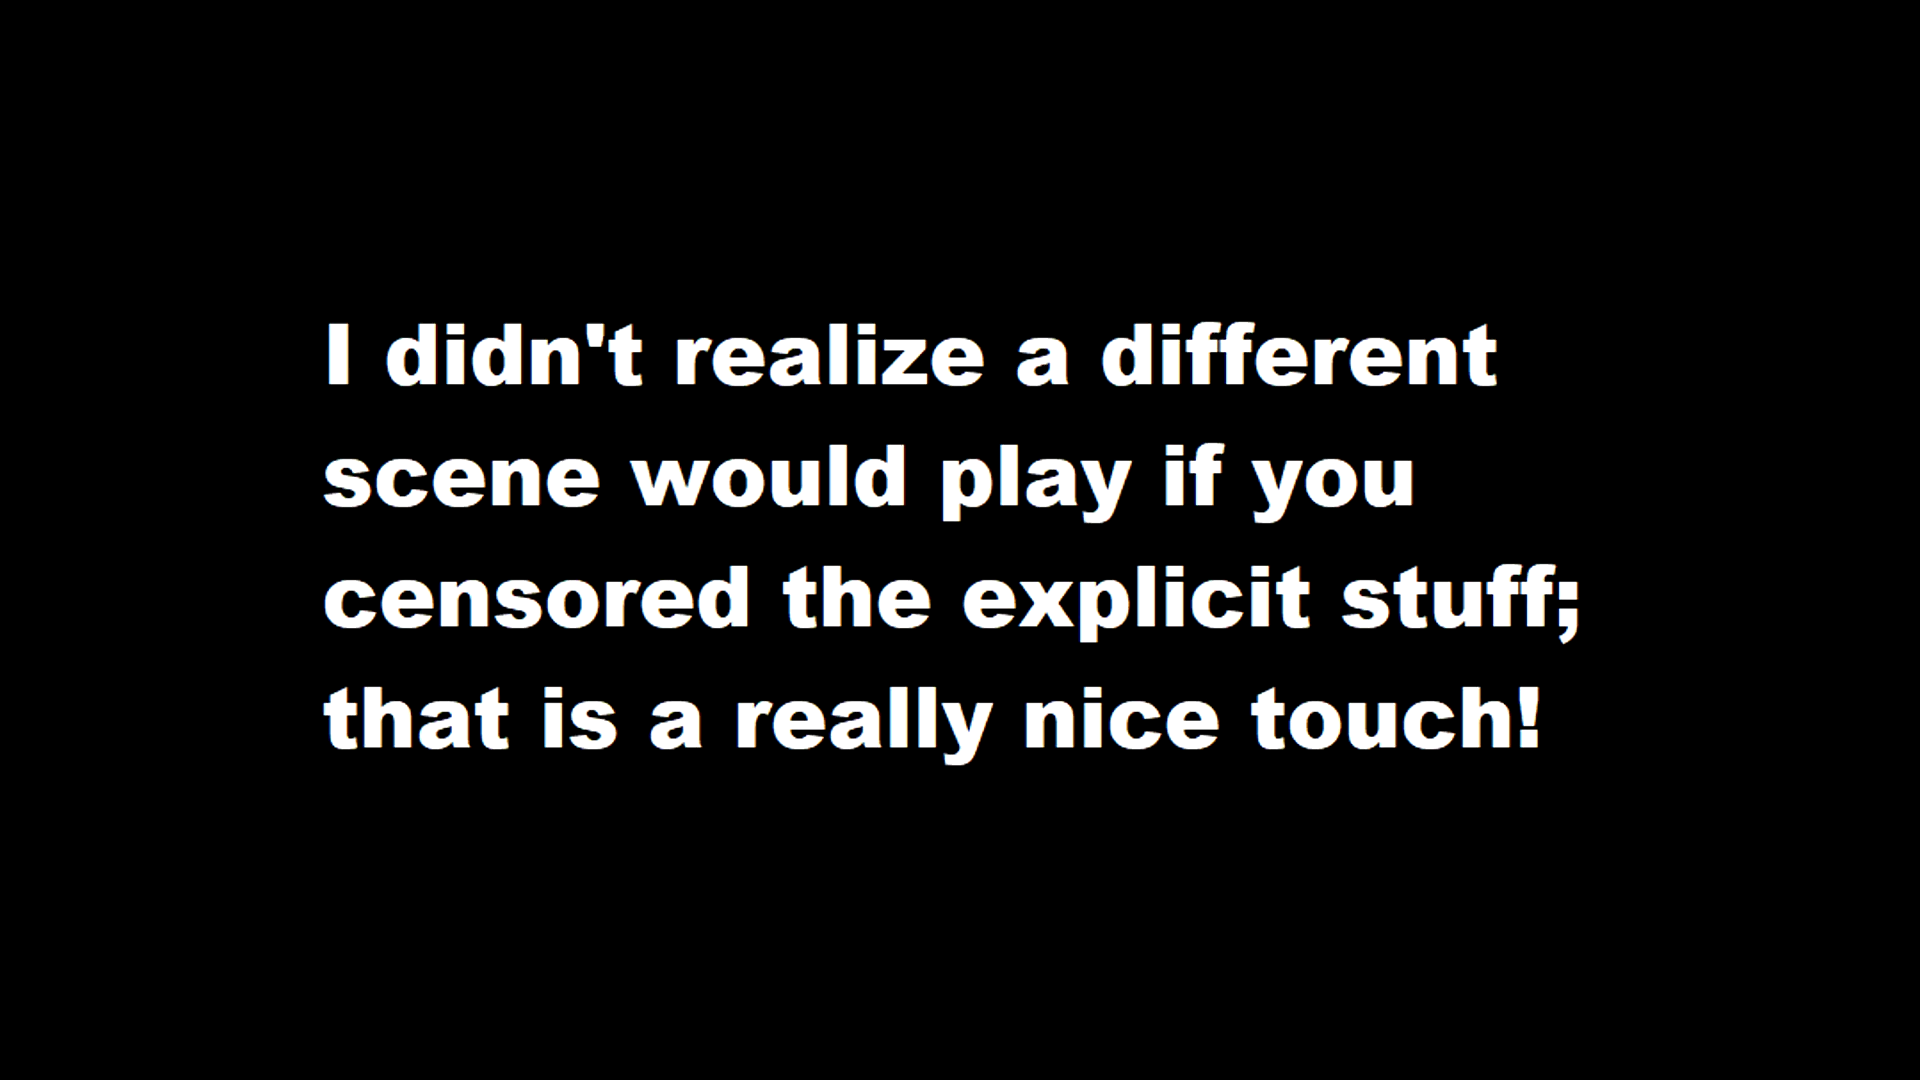 I didn't realize a different
scene would play if you
censored the explicit stuff;
that is a really nice touch!